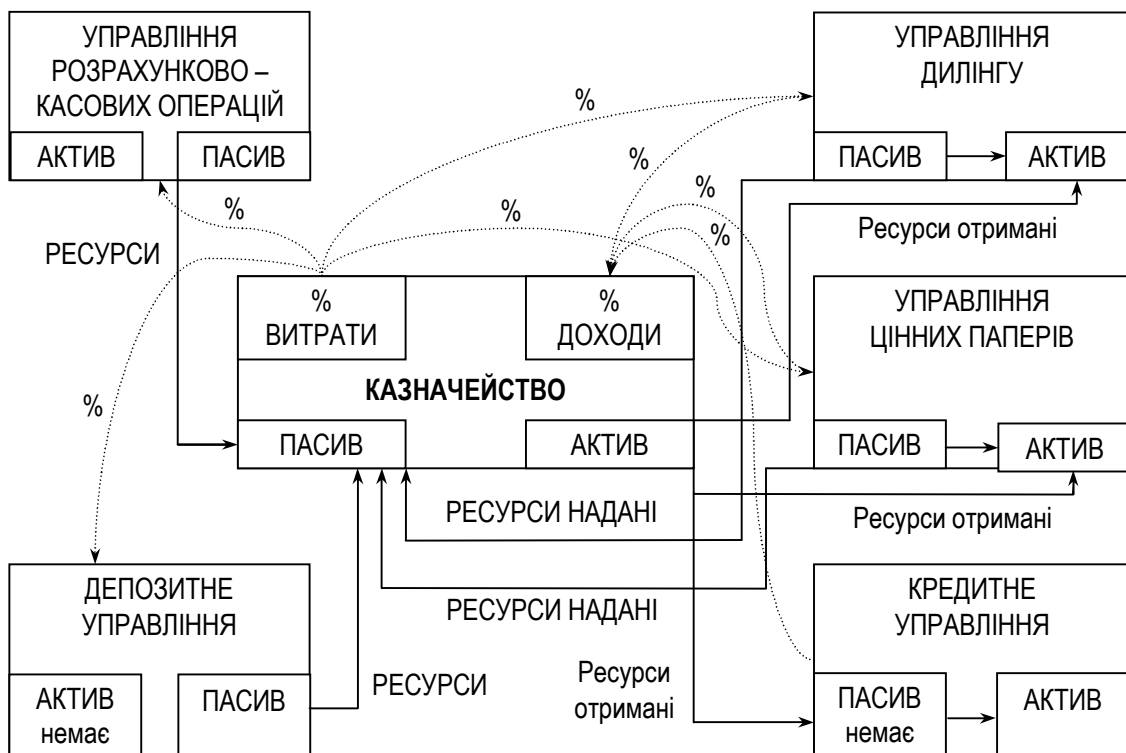 УПРАВЛІННЯ
РОЗРАХУНКОВО –
КАСОВИХ ОПЕРАЦІЙ
АКТИВ
ПАСИВ
УПРАВЛІННЯ
ДИЛІНГУ
ПАСИВ
АКТИВ
%
%
%
%
%
%
РЕСУРСИ
Ресурси отримані
%
ВИТРАТИ
%
ДОХОДИ
КАЗНАЧЕЙСТВО
ПАСИВ
АКТИВ
УПРАВЛІННЯ
ЦІННИХ ПАПЕРІВ
ПАСИВ
АКТИВ
%
РЕСУРСИ НАДАНІ
Ресурси отримані
ДЕПОЗИТНЕ
УПРАВЛІННЯ
АКТИВ
немає
ПАСИВ
РЕСУРСИ НАДАНІ
РЕСУРСИ
Ресурси
отримані
КРЕДИТНЕ
УПРАВЛІННЯ
ПАСИВ
немає
АКТИВ